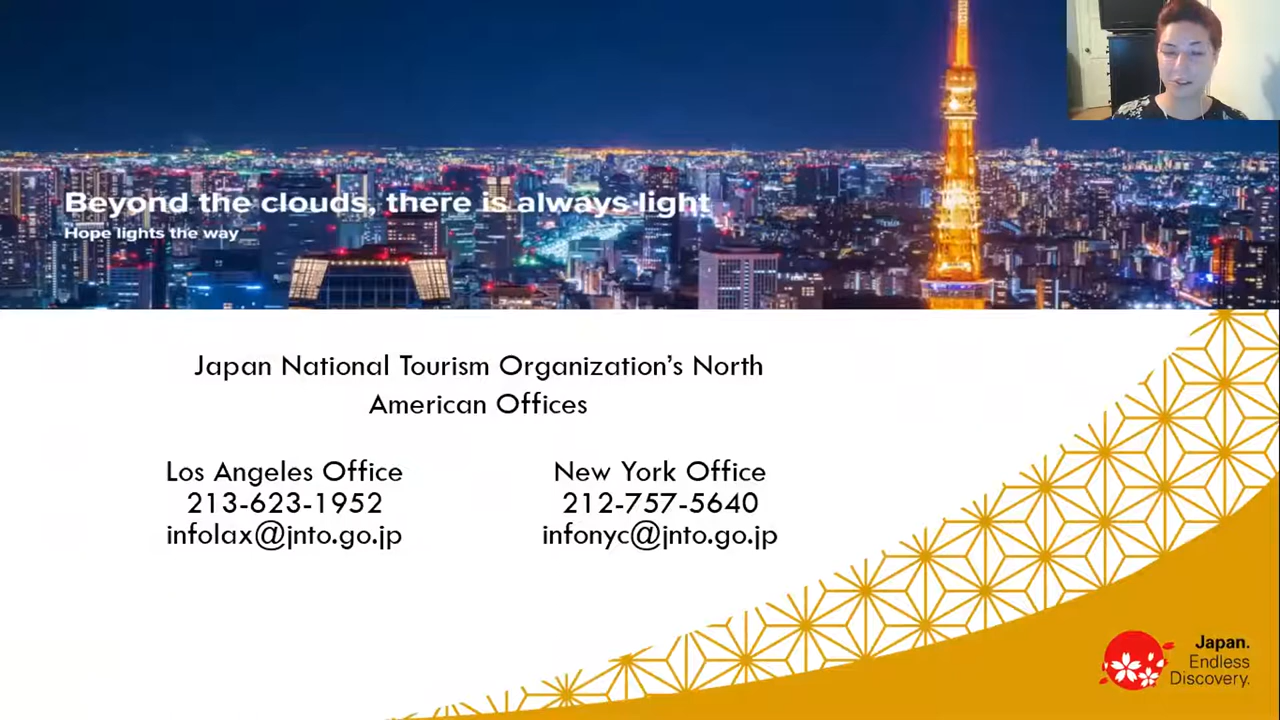 Beyond the clouds, there is always light
Hope lights the way
Japan National Tourism Organization's North
American Offices
Los Angeles Office
213-623-1952
infolax@jnto.go.jp
New York Office
212-757-5640
infonyc@jnto.go.jp
Japan.
Endless
Discovery.